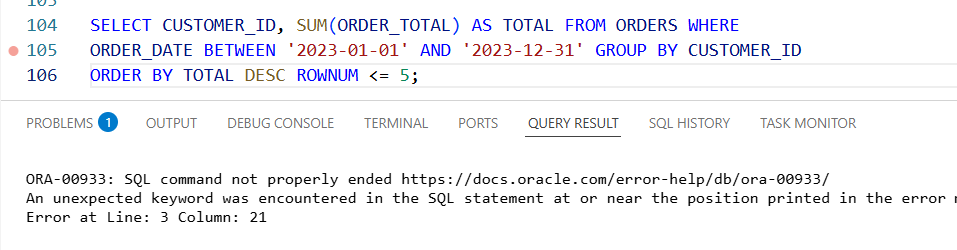 104 SELECT CUSTOMER_ID, SUM(ORDER_TOTAL) AS TOTAL FROM ORDERS WHERE
105 ORDER_DATE BETWEEN '2023-01-01' AND '2023-12-31' GROUP BY CUSTOMER_ID
106 ORDER BY TOTAL DESC ROWNUM <= 5;
PROBLEMS 1 OUTPUT DEBUG CONSOLE TERMINAL PORTS QUERY RESULT SQL HISTORY TASK MONITOR
ORA-00933: SQL command not properly ended https://docs.oracle.com/error-help/db/ora-00933/
An unexpected keyword was encountered in the SQL statement at or near the position printed in the error
Error at Line: 3 Column: 21